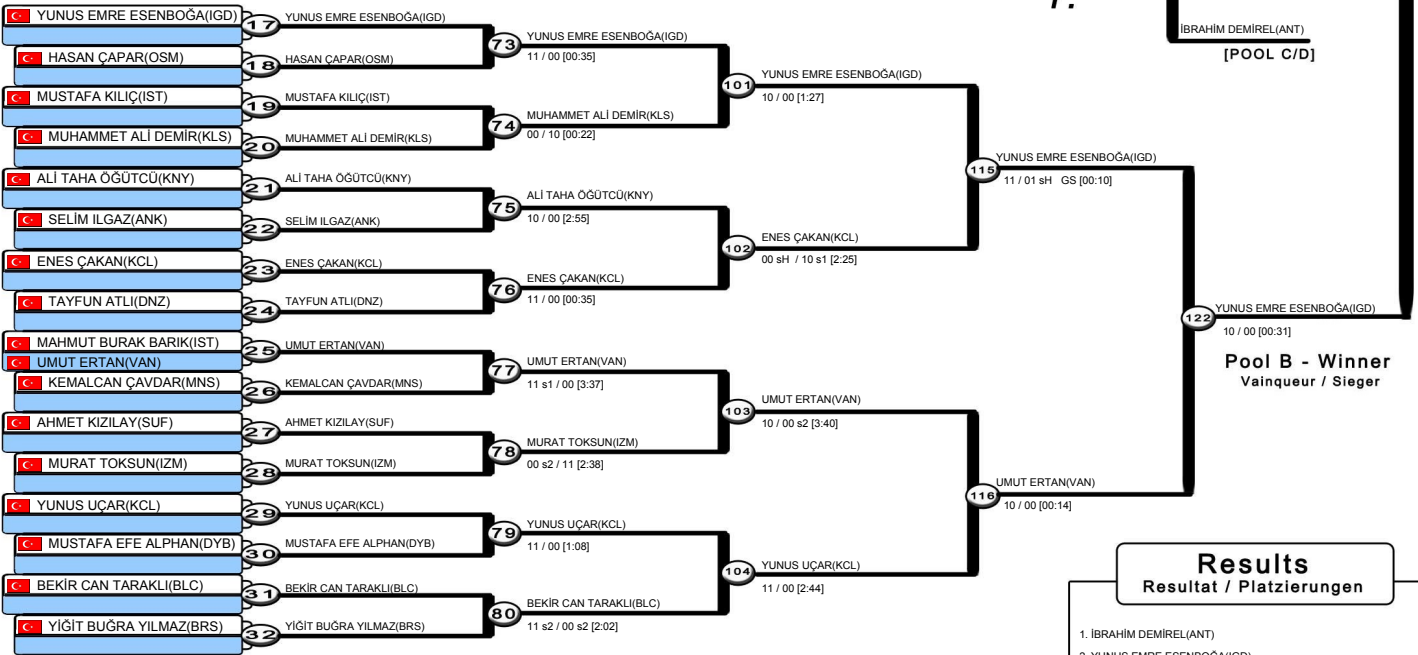 YUNUS EMRE ESENBOĞA(IGD)
HASAN ÇAPAR(OSM)
MUSTAFA KILIÇ(IST)
MUHAMMET ALİ DEMİR(KLS)
ALİ TAHA ÖĞÜTCÜ(KNY)
SELİM ILGAZ(ANK)
ENES ÇAKAN(KCL)
TAYFUN ATLI(DNZ)
MAHMUT BURAK BARIK(IST)
UMUT ERTAN(VAN)
KEMALCAN ÇAVDAR(MNS)
AHMET KIZILAY(SUF)
MURAT TOKSUN(IZM)
YUNUS UÇAR(KCL)
MUSTAFA EFE ALPHAN(DYB)
BEKİR CAN TARAKLI(BLC)
YİĞİT BUĞRA YILMAZ(BRS)
17 YUNUS EMRE ESENBOĞA(IGD)
18 HASAN ÇAPAR(OSM)
19 MUSTAFA KILIÇ(IST)
20 MUHAMMET ALİ DEMİR(KLS)
21 ALİ TAHA ÖĞÜTCÜ(KNY)
22 SELİM ILGAZ(ANK)
23 ENES ÇAKAN(KCL)
24 TAYFUN ATLI(DNZ)
25 UMUT ERTAN(VAN)
26 KEMALCAN ÇAVDAR(MNS)
27 AHMET KIZILAY(SUF)
28 MURAT TOKSUN(IZM)
29 YUNUS UÇAR(KCL)
30 MUSTAFA EFE ALPHAN(DYB)
31 BEKİR CAN TARAKLI(BLC)
32 YİĞİT BUĞRA YILMAZ(BRS)
73 YUNUS EMRE ESENBOĞA(IGD)
11 / 00 [00:35]
74 MUHAMMET ALİ DEMİR(KLS)
00 / 10 [00:22]
75 ALİ TAHA ÖĞÜTCÜ(KNY)
10 / 00 [2:55]
76 ENES ÇAKAN(KCL)
11 / 00 [00:35]
77 UMUT ERTAN(VAN)
11 s1 / 00 [3:37]
78 MURAT TOKSUN(IZM)
00 s2 / 11 [2:38]
79 YUNUS UÇAR(KCL)
11 / 00 [1:08]
80 BEKİR CAN TARAKLI(BLC)
11 s2 / 00 s2 [2:02]
101 YUNUS EMRE ESENBOĞA(IGD)
10 / 00 [1:27]
102 ENES ÇAKAN(KCL)
00 sH / 10 s1 [2:25]
103 UMUT ERTAN(VAN)
10 / 00 s2 [3:40]
104 YUNUS UÇAR(KCL)
11 / 00 [2:44]
115 YUNUS EMRE ESENBOĞA(IGD)
11 / 01 sH GS [00:10]
116 UMUT ERTAN(VAN)
10 / 00 [00:14]
122 YUNUS EMRE ESENBOĞA(IGD)
10 / 00 [00:31]
Pool B - Winner
Vainqueur / Sieger
İBRAHİM DEMİREL(ANT)
[POOL C/D]
Results
Resultat / Platzierungen
1. İBRAHİM DEMİREL(ANT)
2. YUNUS EMRE ESENBOĞA(IGD)